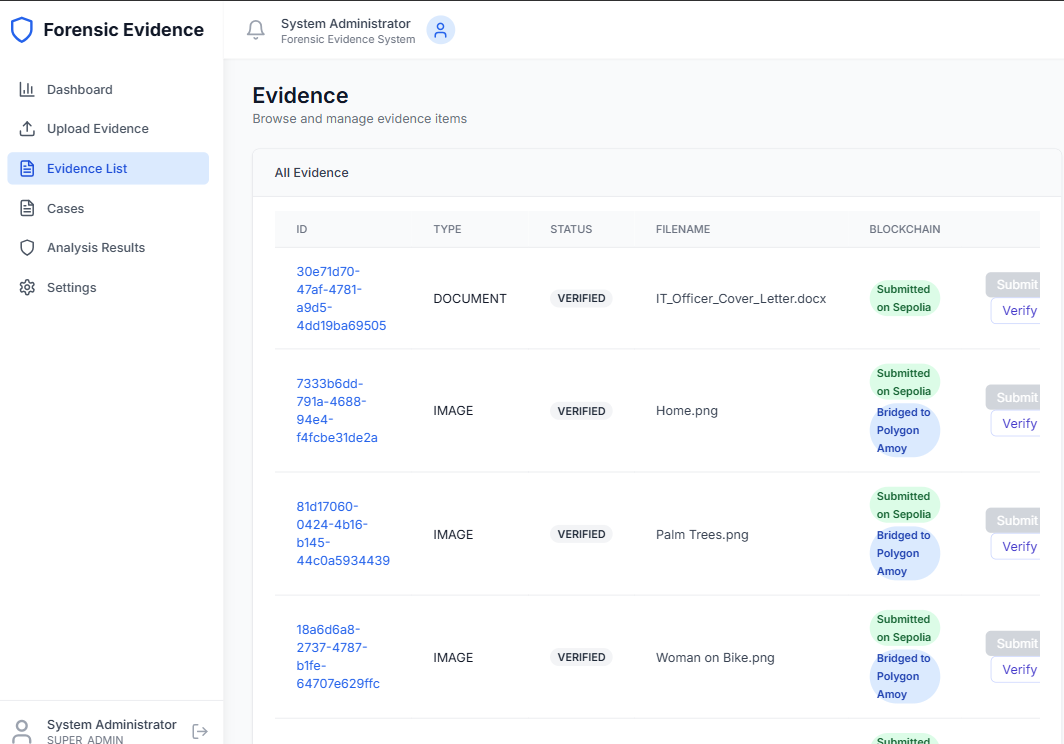 Forensic Evidence
System Administrator
Forensic Evidence System
Dashboard
Upload Evidence
Evidence List
Cases
Analysis Results
Settings
Evidence
Browse and manage evidence items
All Evidence
ID TYPE STATUS FILENAME BLOCKCHAIN
30e71d70-
47af-4781-
a9d5-
4dd19ba69505
DOCUMENT
VERIFIED
IT_Officer_Cover_Letter.docx
Submitted
on Sepolia
Submit
Verify
7333b6dd-
791a-4688-
94e4-
f4fcbe31de2a
IMAGE
VERIFIED
Home.png
Submitted
on Sepolia
Bridged to
Polygon
Amoy
Submit
Verify
81d17060-
0424-4b16-
b145-
44c0a5934439
IMAGE
VERIFIED
Palm Trees.png
Submitted
on Sepolia
Bridged to
Polygon
Amoy
Submit
Verify
18a6d6a8-
2737-4787-
b1fe-
64707e629ffc
IMAGE
VERIFIED
Woman on Bike.png
Submitted
on Sepolia
Bridged to
Polygon
Amoy
Submit
Verify
Submitted
System Administrator
SUPER_ADMIN